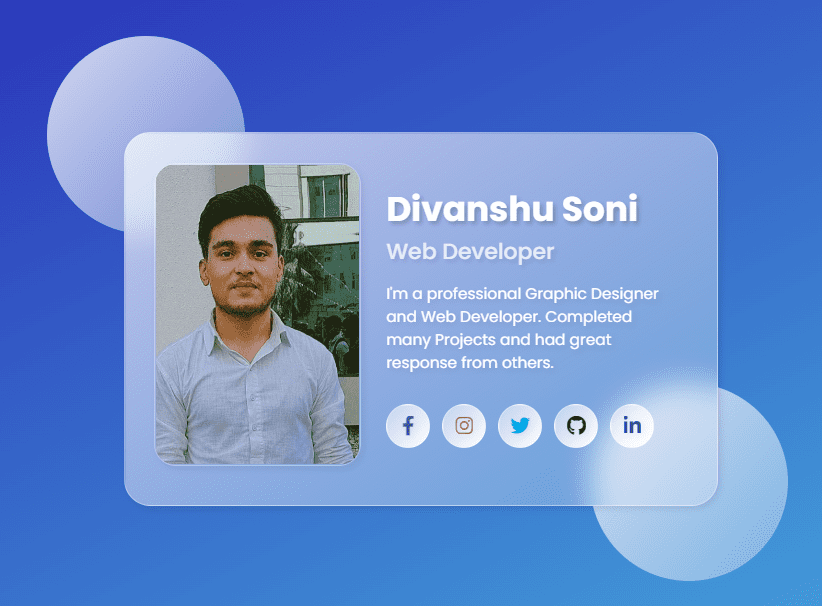 Divanshu Soni
Web Developer
I'm a professional Graphic Designer
and Web Developer. Completed
many Projects and had great
response from others.
f
in